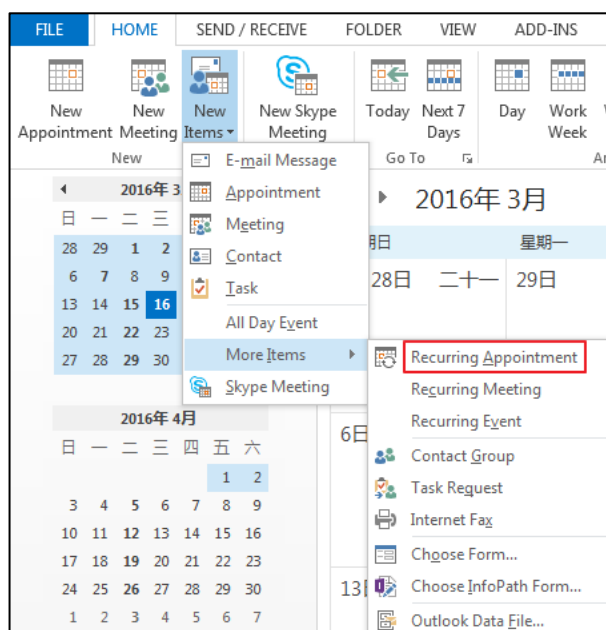 FILE HOME SEND / RECEIVE FOLDER VIEW ADD-INS
New Appointment
New Meeting
New Items
New Skype Meeting
Today
Next 7 Days
Day
Work Week
New
Go To
2016年 3
日 一 二 三
28 29 1 2
6 7 8 9
13 14 15 16
20 21 22 23
27 28 29 30
E-mail Message
Appointment
Meeting
Contact
Task
All Day Event
More Items
Skype Meeting
2016年 3月
期日 星期一
28日 二十一 29日
Recurring Appointment
Recurring Meeting
Recurring Event
Contact Group
Task Request
Internet Fax
Choose Form...
Choose InfoPath Form...
Outlook Data File...
2016年 4月
日 一 二 三 四 五 六
1 2
3 4 5 6 7 8 9
10 11 12 13 14 15 16
17 18 19 20 21 22 23
24 25 26 27 28 29 30
1 2 3 4 5 6 7
6日
13